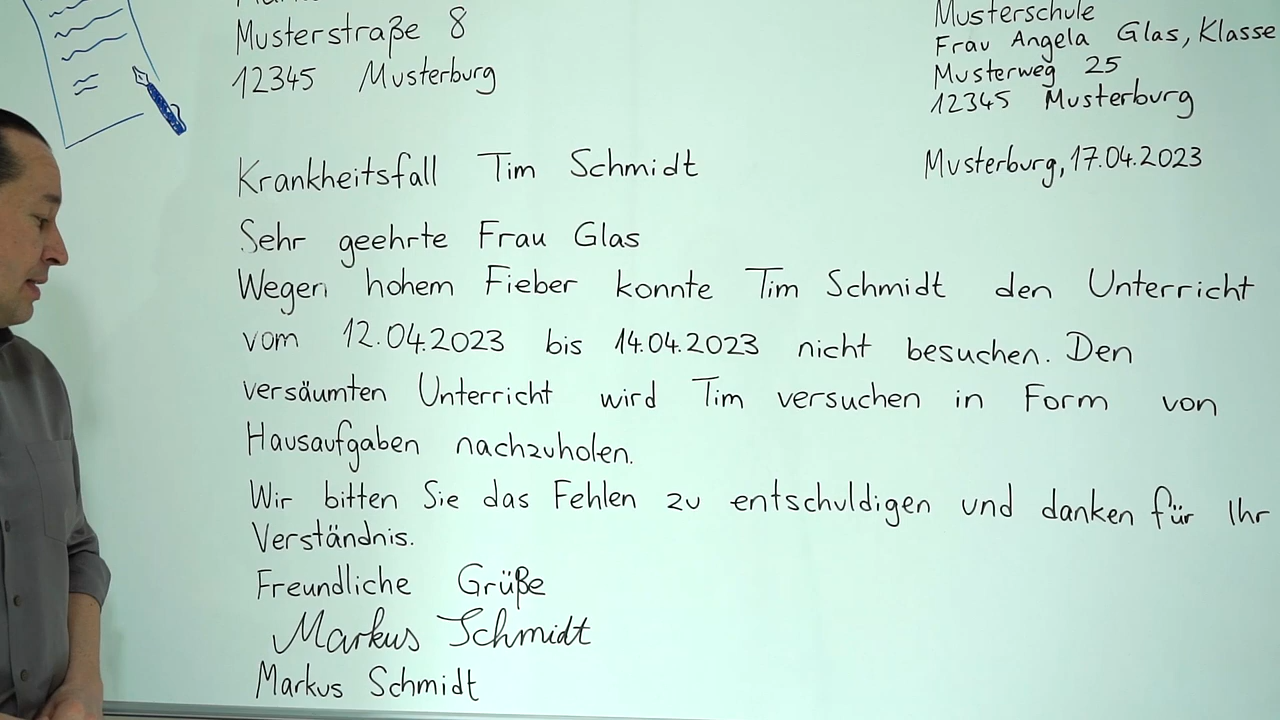 Musterstraße 8
12345 Musterburg
Musterschule
Frau Angela Glas, Klasse
Musterweg 25
12345 Musterburg
Musterburg, 17.04.2023
Krankheitsfall Tim Schmidt
Sehr geehrte Frau Glas
Wegen hohem Fieber konnte Tim Schmidt den Unterricht
vom 12.04.2023 bis 14.04.2023 nicht besuchen. Den
versäumten Unterricht wird Tim versuchen in Form von
Hausaufgaben nachzuholen.
Wir bitten Sie das Fehlen zu entschuldigen und danken für Ihr
Verständnis.
Freundliche Grüße
Markus Schmidt
Markus Schmidt